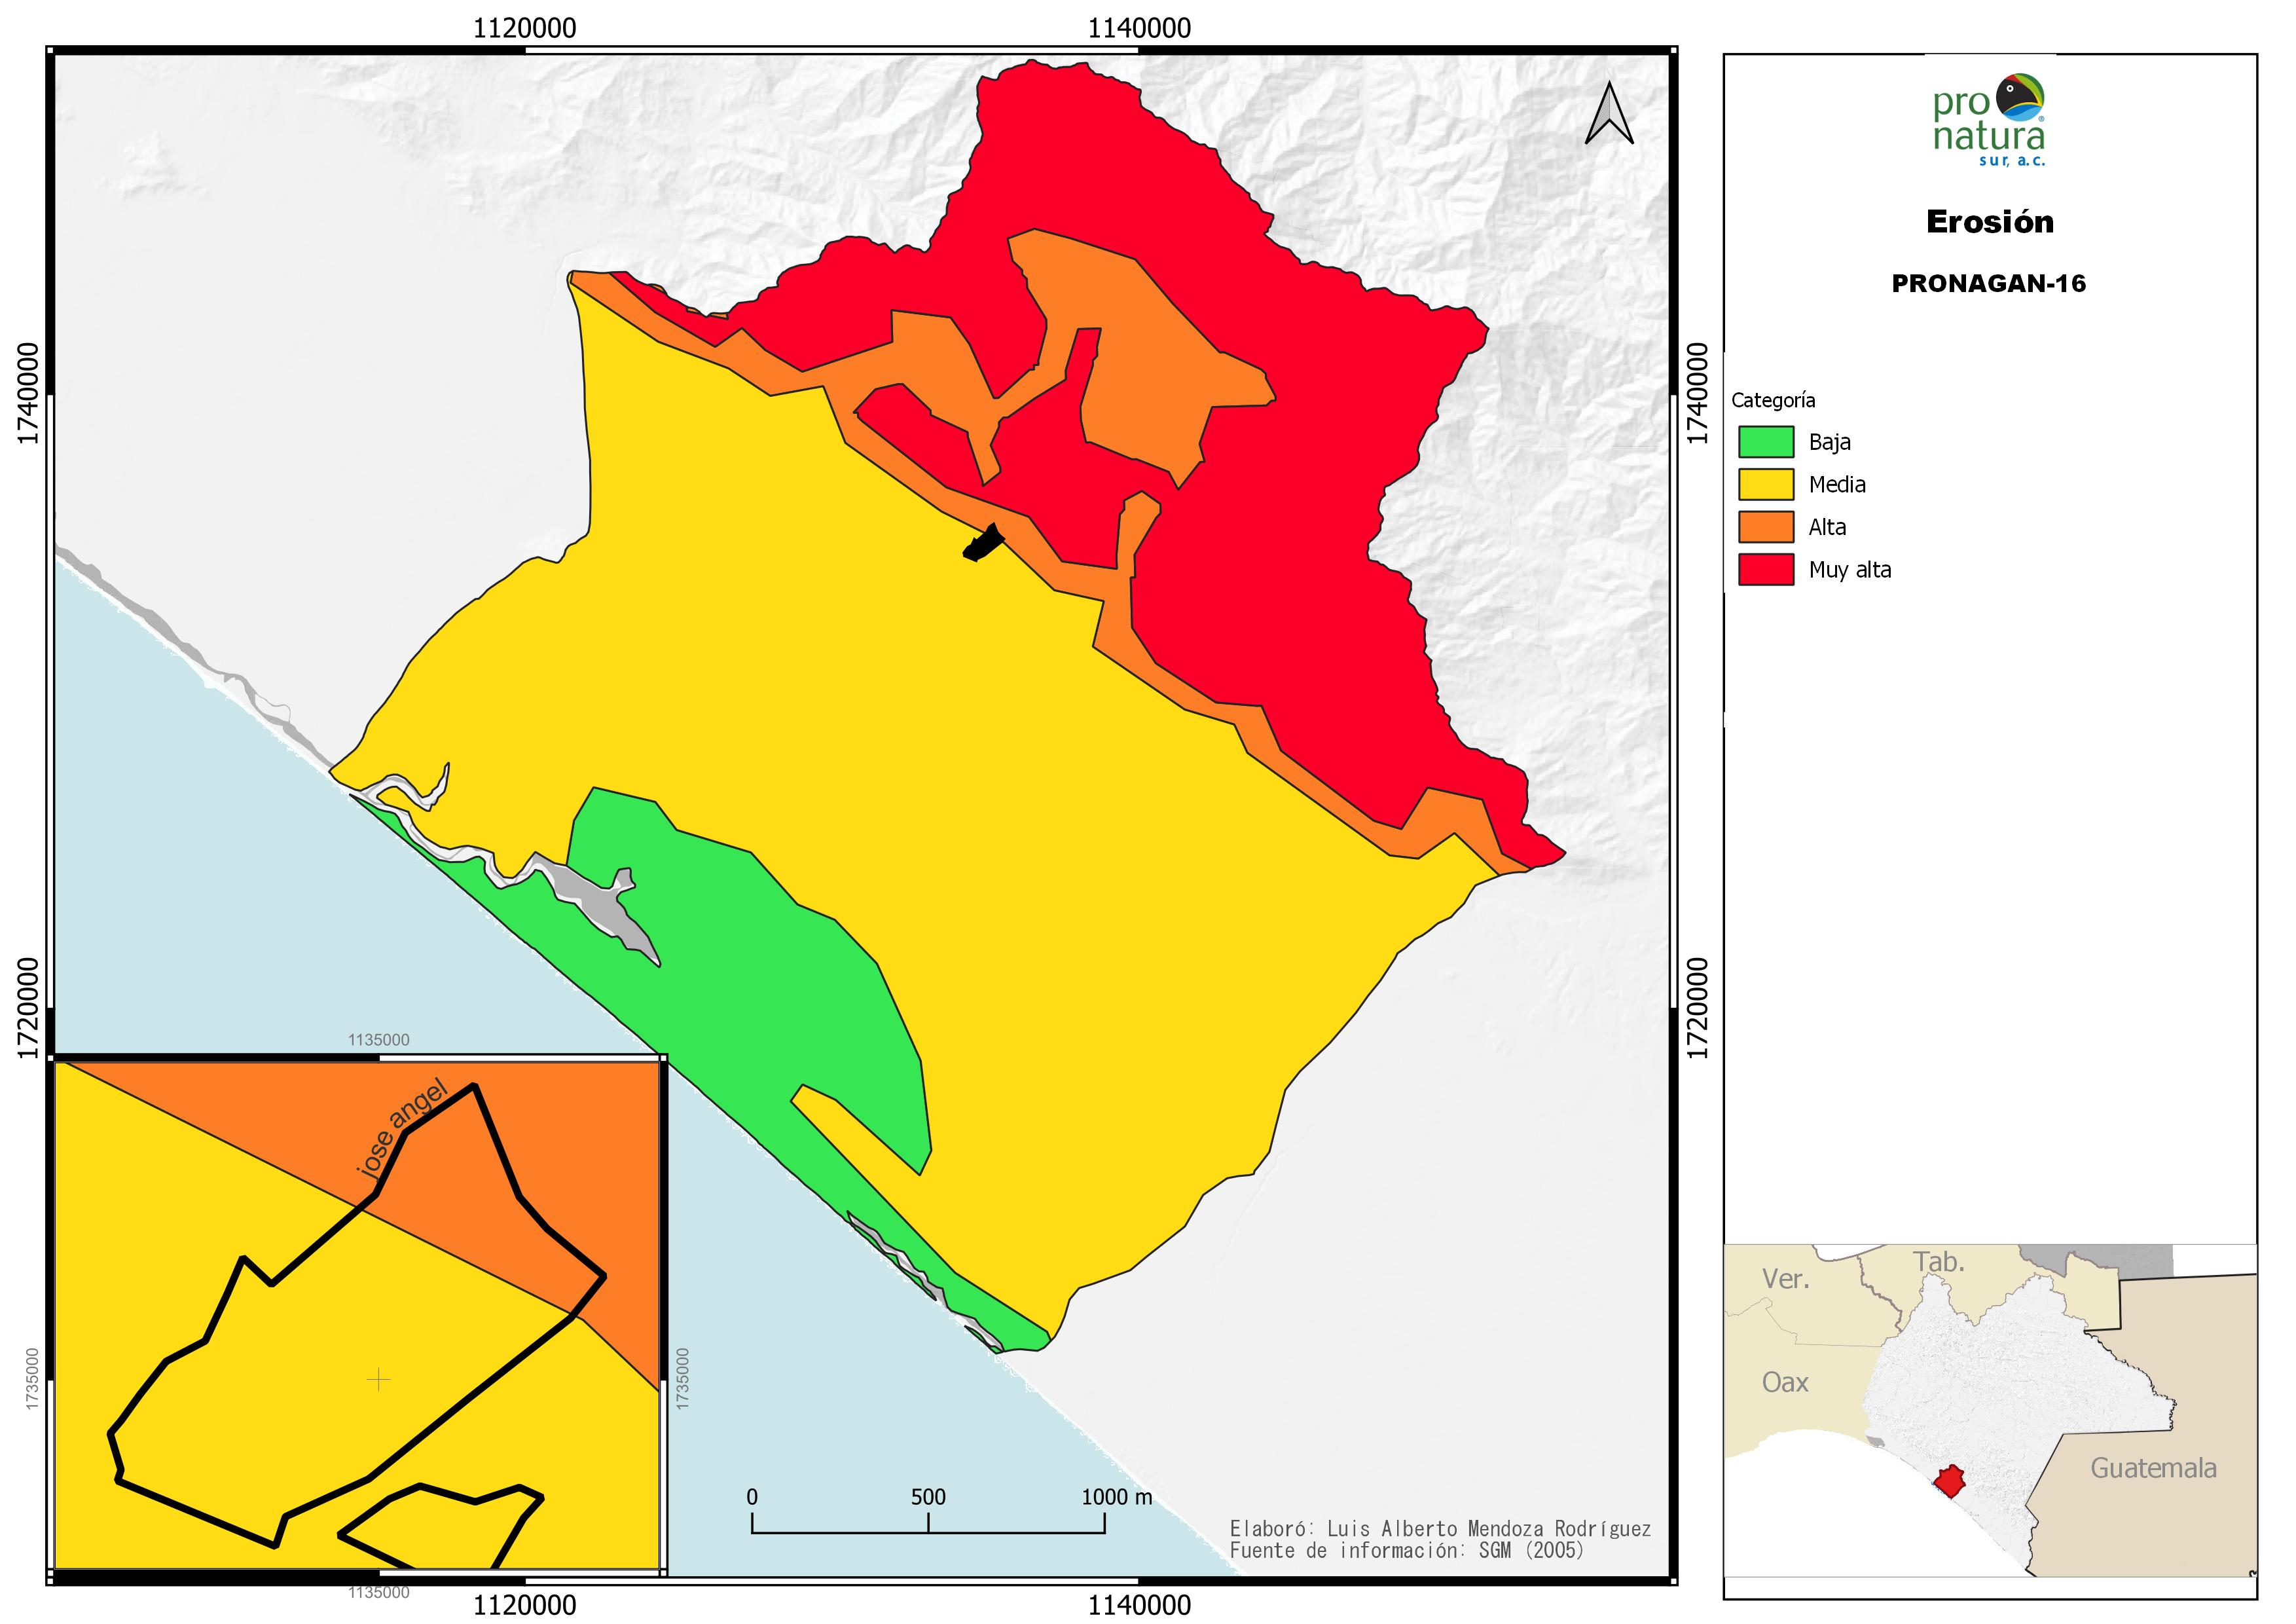 1120000
1140000
1740000
1740000
1720000
1720000
1120000
1140000
1135000
1735000
1735000
1135000
jose angel
0 500 1000 m
Elaboró: Luis Alberto Mendoza Rodríguez
Fuente de información: SGM (2005)
pro
natura
sur, a.c.
Erosión
PRONAGAN-16
Categoría
Baja
Media
Alta
Muy alta
Ver.
Tab.
Oax
Guatemala